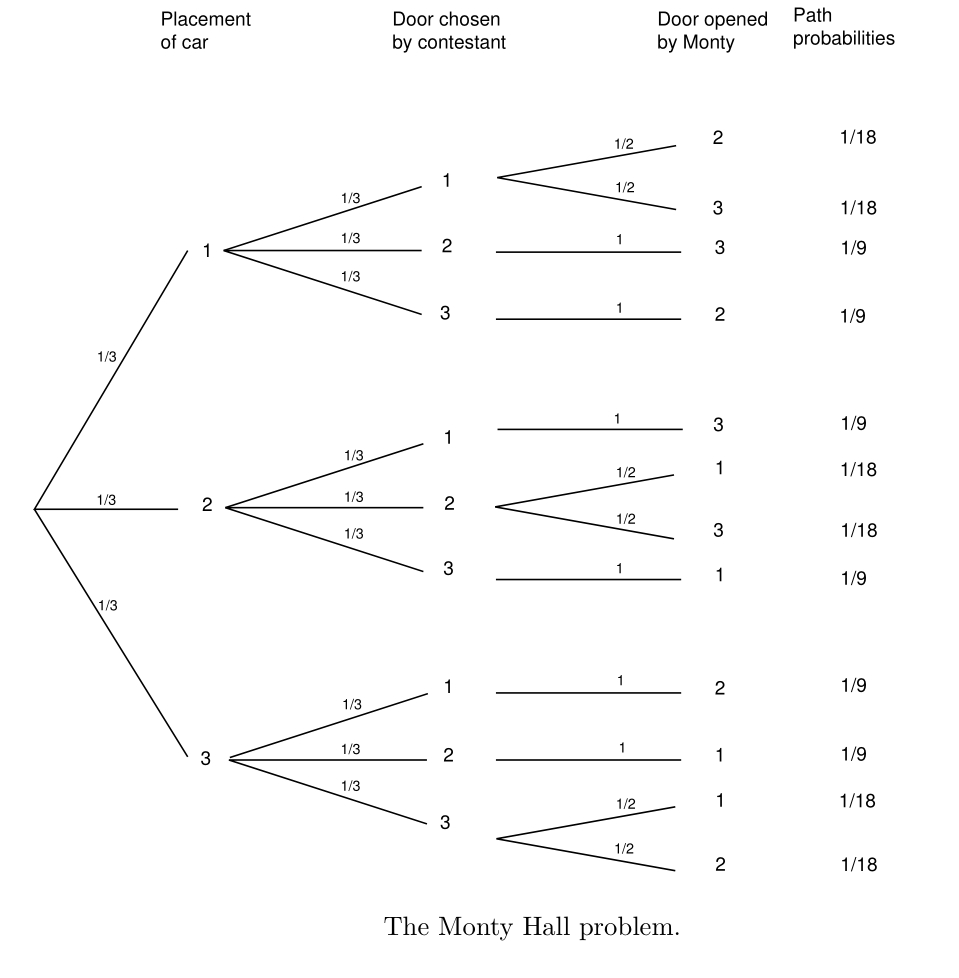 Placement
of car
Door chosen
by contestant
Door opened
by Monty
Path
probabilities
1/2 2 1/18
1
1/3 1/2 3 1/18
1 1/3 2 1 3 1/9
1/3
3 1 2 1/9
1/3
1 1 3 1/9
1/3 1/2 1 1/18
1/3 2 1/3 2
1/2 3 1/18
1/3
3 1 1 1/9
1/3
1 1 2 1/9
1/3
3 1/3 2 1 1 1/9
1/3 1/2 1 1/18
3
1/2 2 1/18
The Monty Hall problem.